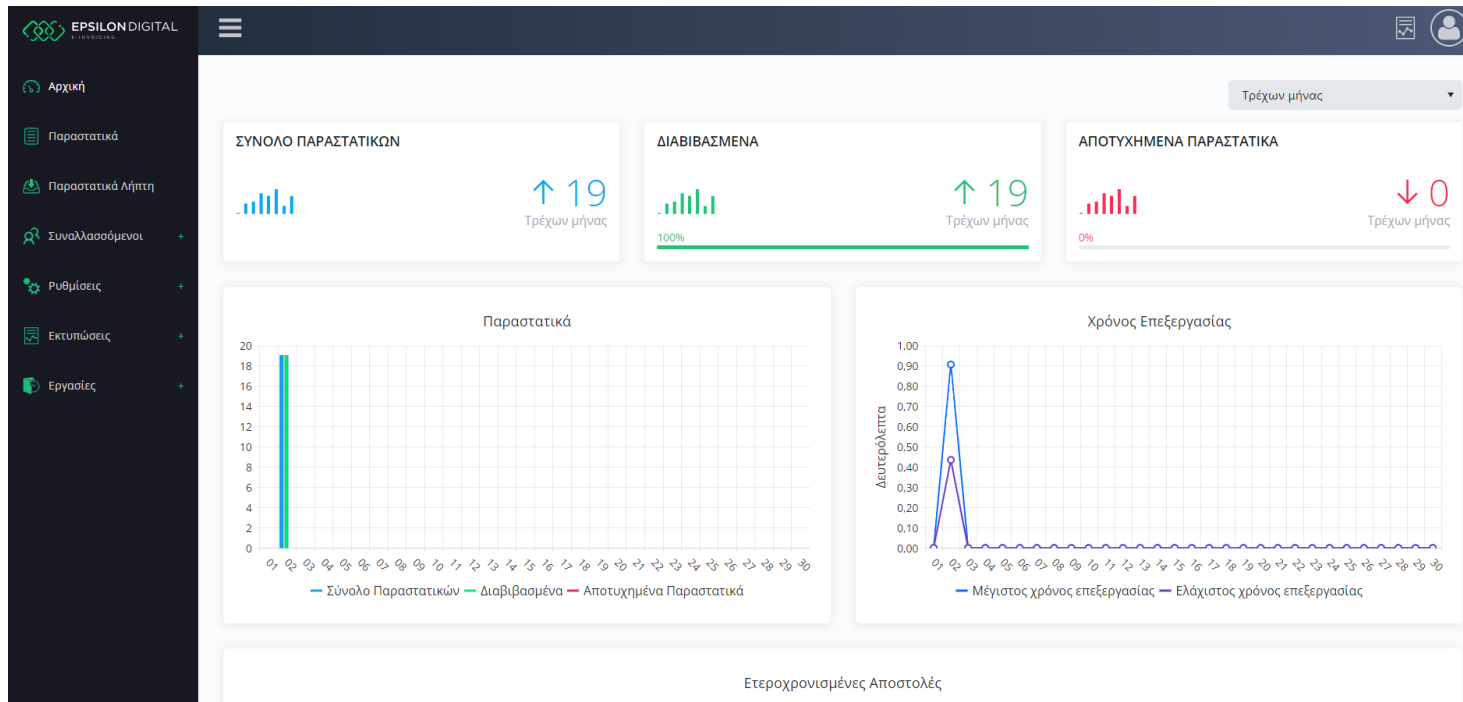 EPSILON DIGITAL
E-INVOICING
Αρχική
Παραστατικά
Παραστατικά Λήπτη
Συναλλασσόμενοι +
Ρυθμίσεις +
Εκτυπώσεις +
Εργασίες +
Τρέχων μήνας
ΣΥΝΟΛΟ ΠΑΡΑΣΤΑΤΙΚΩΝ
19
Τρέχων μήνας
ΔΙΑΒΙΒΑΣΜΕΝΑ
19
Τρέχων μήνας
100%
ΑΠΟΤΥΧΗΜΕΝΑ ΠΑΡΑΣΤΑΤΙΚΑ
0
Τρέχων μήνας
0%
Παραστατικά
20
18
16
14
12
10
8
6
4
2
0
01 02 03 04 05 06 07 08 09 10 11 12 13 14 15 16 17 18 19 20 21 22 23 24 25 26 27 28 29 30
Σύνολο Παραστατικών Διαβιβασμένα Αποτυχημένα Παραστατικά
Χρόνος Επεξεργασίας
Δευτερόλεπτα
1,00
0,90
0,80
0,70
0,60
0,50
0,40
0,30
0,20
0,10
0,00
01 02 03 04 05 06 07 08 09 10 11 12 13 14 15 16 17 18 19 20 21 22 23 24 25 26 27 28 29 30
Μέγιστος χρόνος επεξεργασίας Ελάχιστος χρόνος επεξεργασίας
Ετεροχρονισμένες Αποστολές